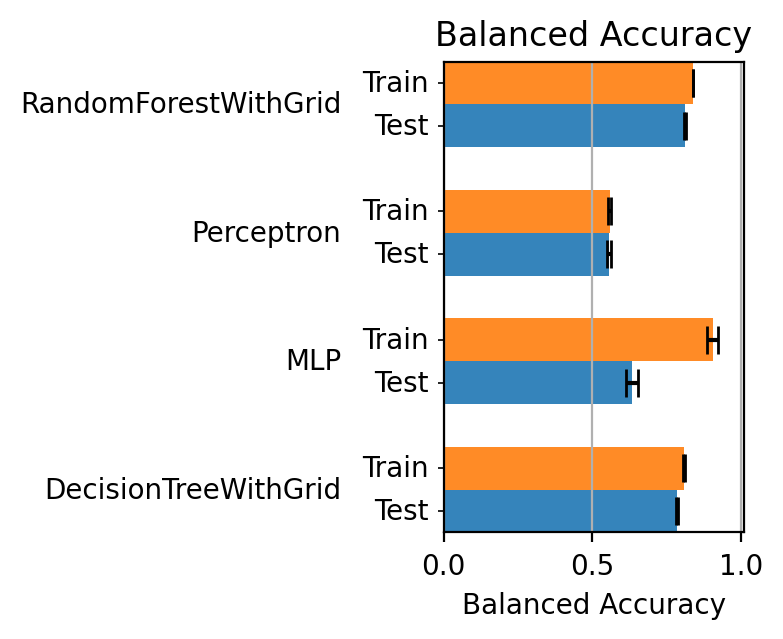 Balanced Accuracy
RandomForestWithGrid
Train
Test
Perceptron
Train
Test
MLP
Train
Test
DecisionTreeWithGrid
Train
Test
0.0 0.5 1.0
Balanced Accuracy